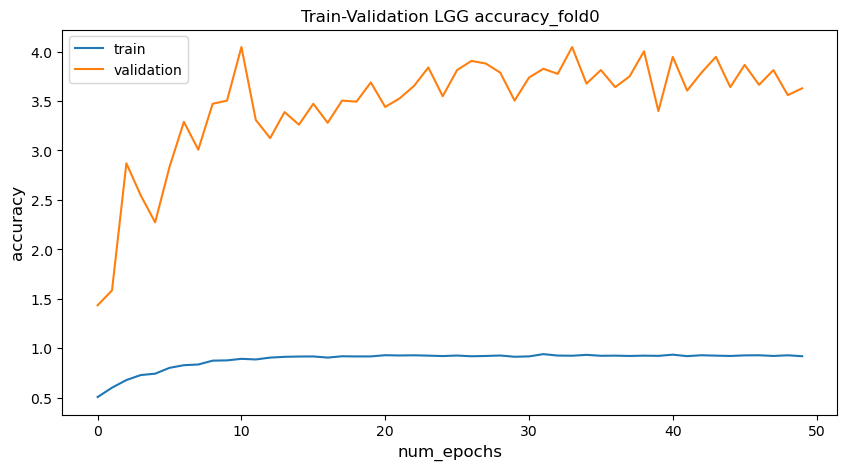 Train-Validation LGG accuracy_fold0
train
validation
accuracy
4.0
3.5
3.0
2.5
2.0
1.5
1.0
0.5
0 10 20 30 40 50
num_epochs